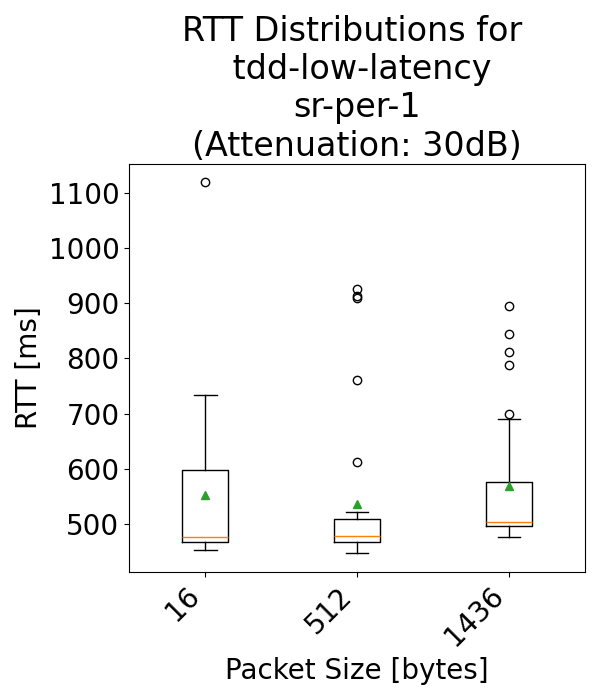 RTT Distributions for
tdd-low-latency
sr-per-1
(Attenuation: 30dB)
1100
1000
900
800
700
600
500
RTT [ms]
16
512
1436
Packet Size [bytes]